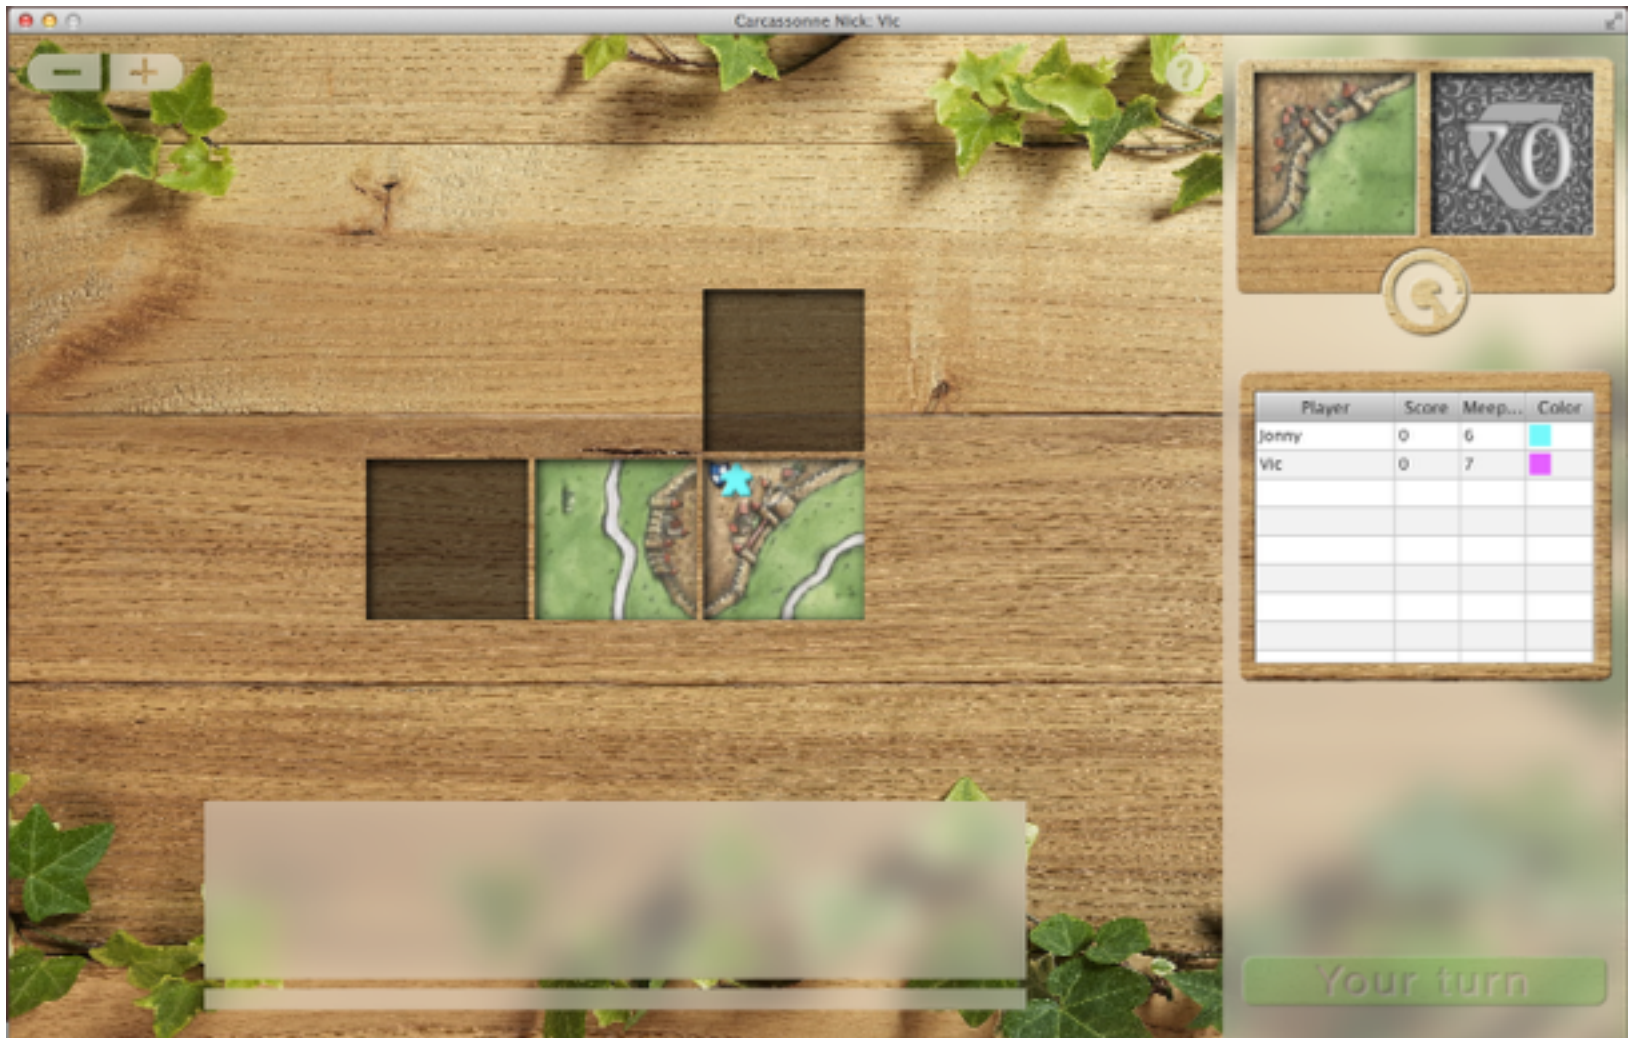 Carcassonne Nick: Vic
− +
?
70
Player Score Meep... Color
Jonny 0 6
Vic 0 7
Your turn